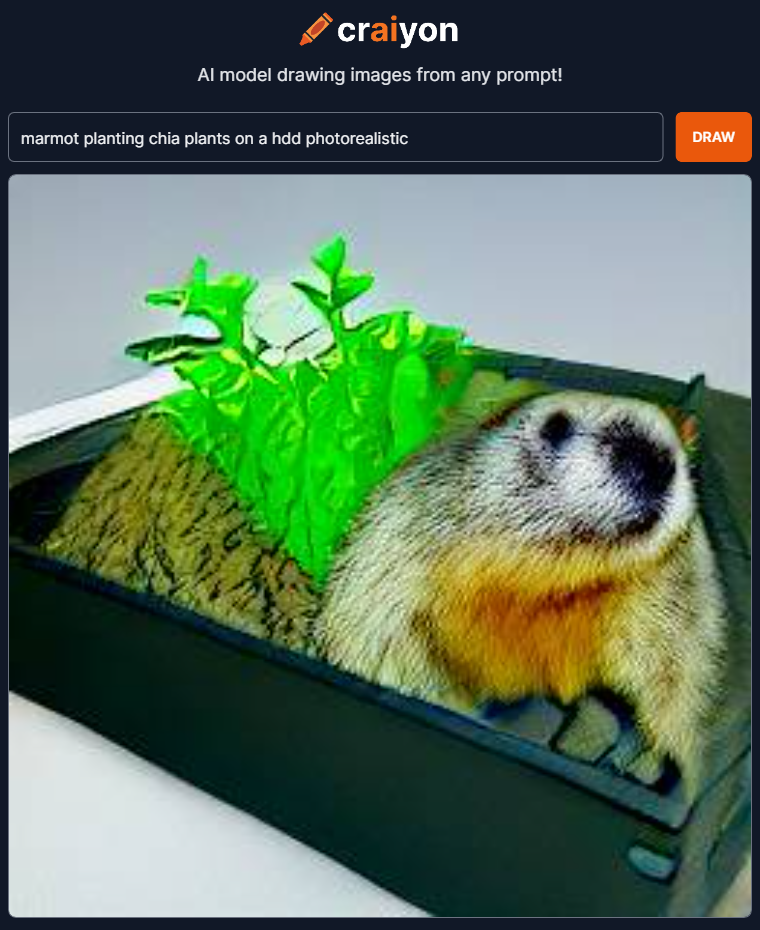 craiyon
AI model drawing images from any prompt!
marmot planting chia plants on a hdd photorealistic
DRAW